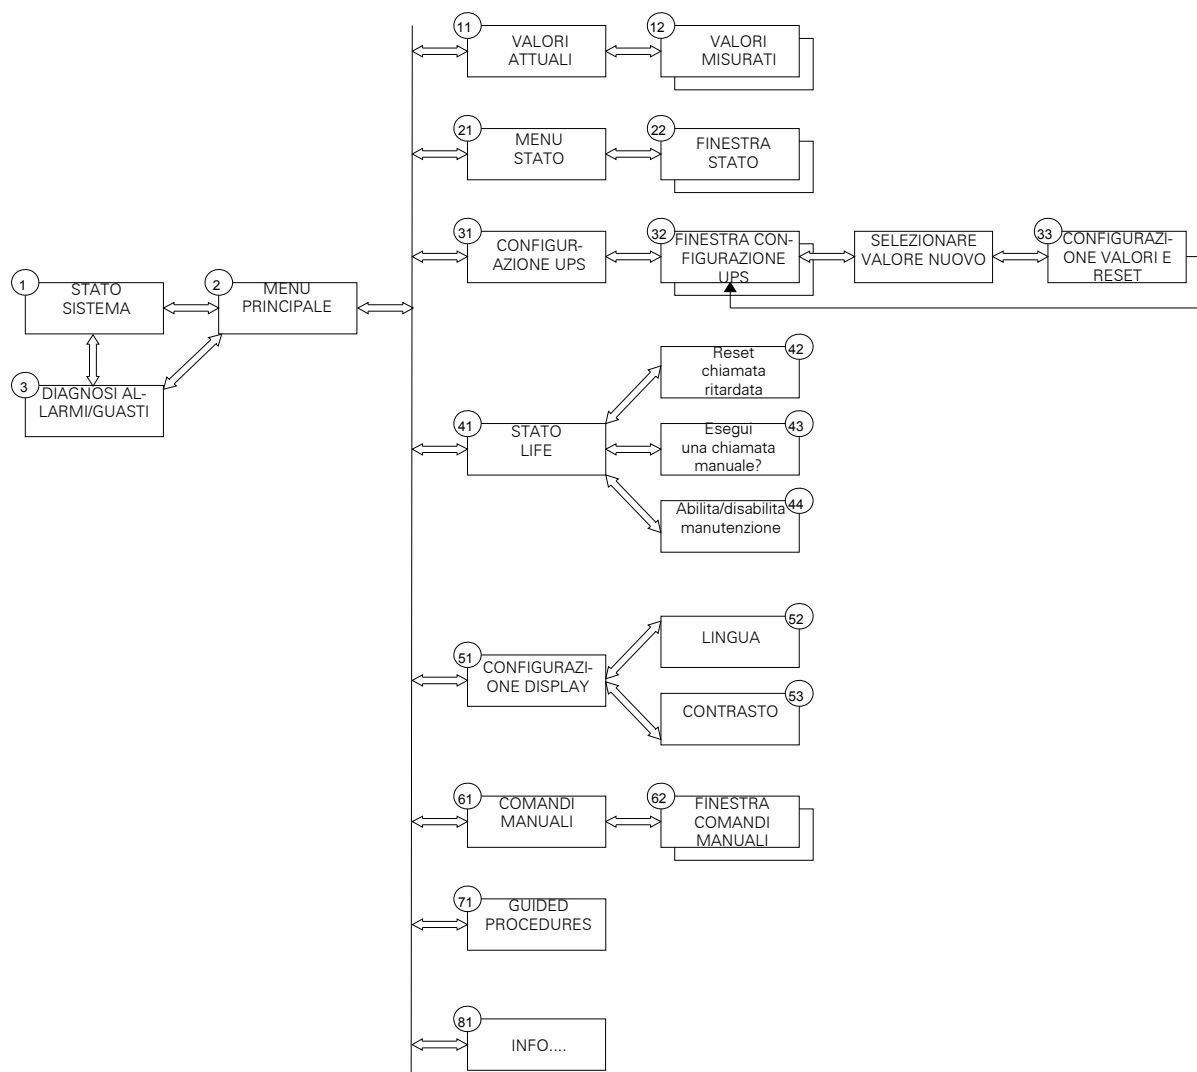 11
VALORI
ATTUALI
12
VALORI
MISURATI
21
MENU
STATO
22
FINESTRA
STATO
31
CONFIGUR-
AZIONE UPS
32
FINESTRA CON-
FIGURAZIONE
UPS
SELEZIONARE
VALORE NUOVO
33
CONFIGURAZI-
ONE VALORI E
RESET
1
STATO
SISTEMA
2
MENU
PRINCIPALE
3
DIAGNOSI AL-
LARMI/GUASTI
42
Reset
chiamata
ritardata
41
STATO
LIFE
43
Esegui
una chiamata
manuale?
44
Abilita/disabilita
manutenzione
52
LINGUA
51
CONFIGURAZI-
ONE DISPLAY
53
CONTRASTO
61
COMANDI
MANUALI
62
FINESTRA
COMANDI
MANUALI
71
GUIDED
PROCEDURES
81
INFO....